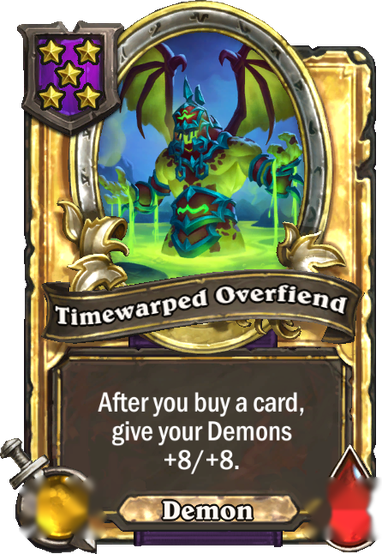 Timewarped Overfiend
After you buy a card,
give your Demons
+8/+8.
Demon